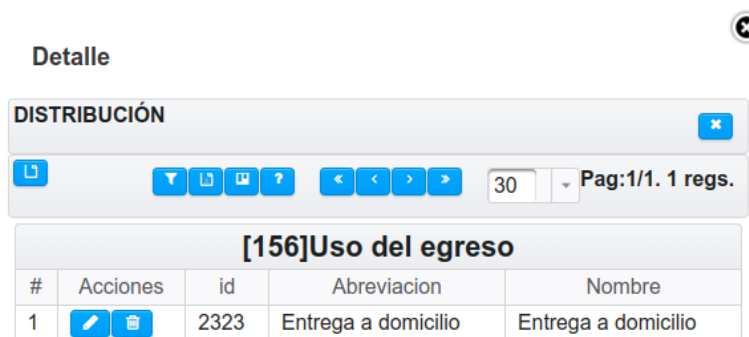 Detalle
DISTRIBUCIÓN
30 Pag:1/1. 1 regs.
[156]Uso del egreso
# Acciones id Abreviacion Nombre
1 2323 Entrega a domicilio Entrega a domicilio